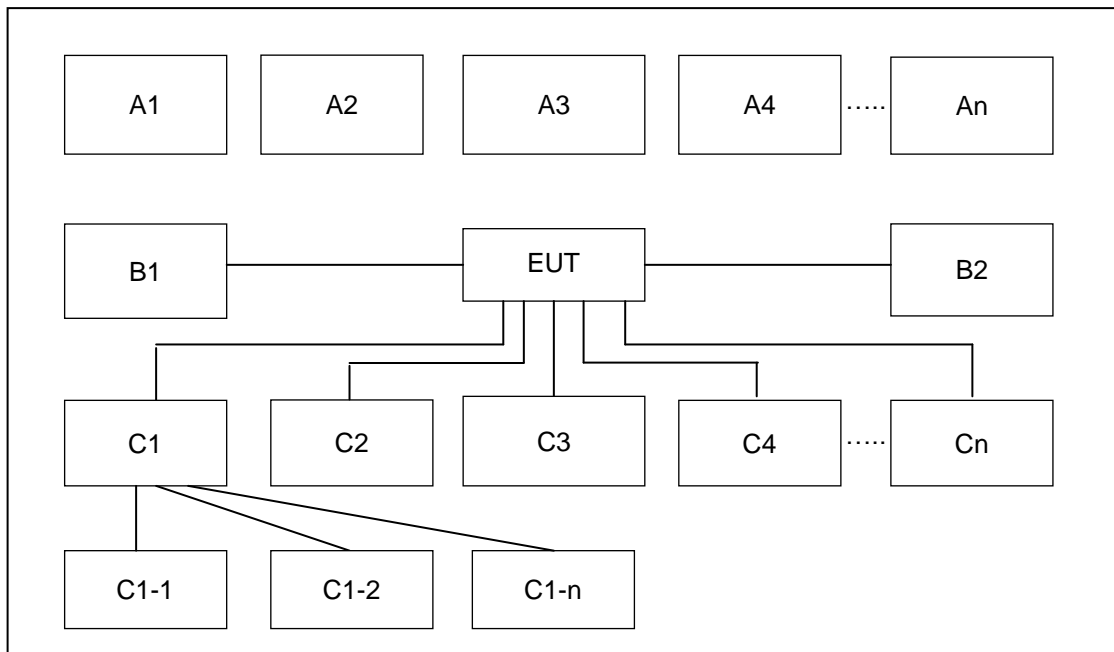 A1 A2 A3 A4 ..... An
B1 EUT B2
C1 C2 C3 C4 ..... Cn
C1-1 C1-2 C1-n